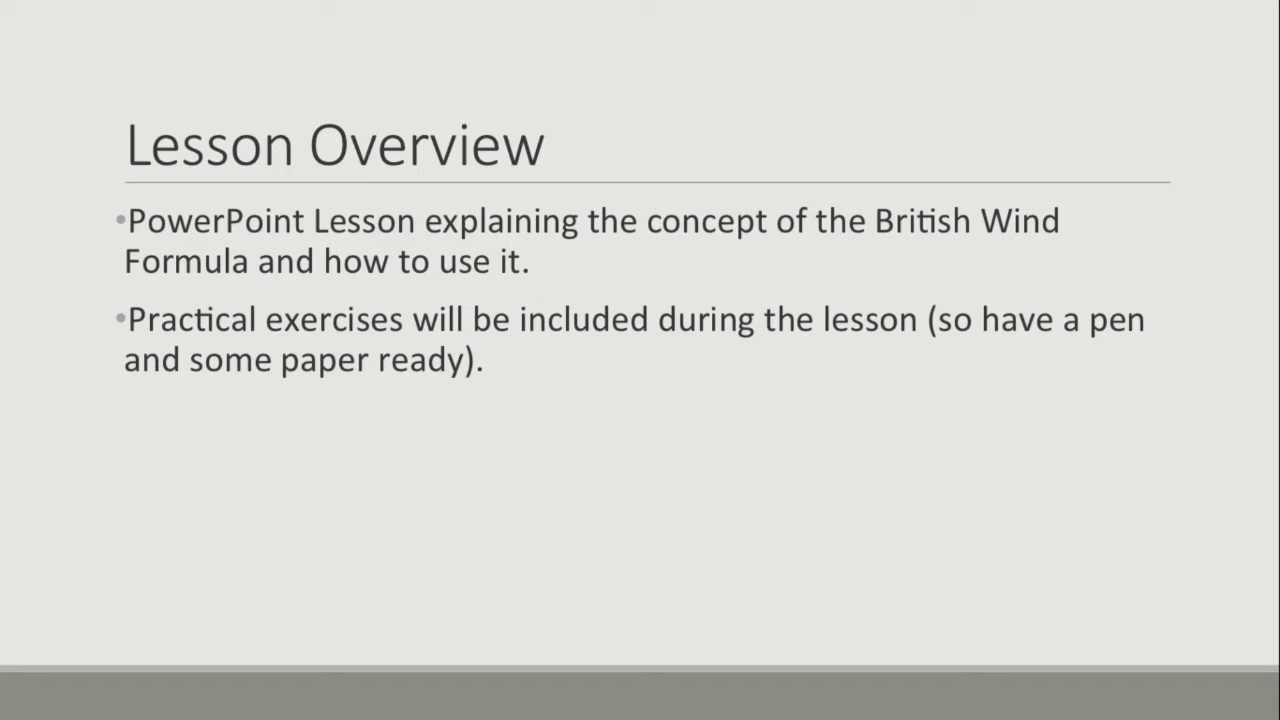 Lesson Overview
•PowerPoint Lesson explaining the concept of the British Wind
Formula and how to use it.
•Practical exercises will be included during the lesson (so have a pen
and some paper ready).